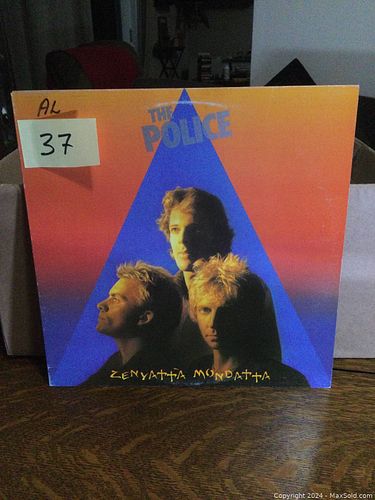 AL
37
THE
POLICE
ZENYATTA MONDATTA
Copyright 2024 - MaxSold.com